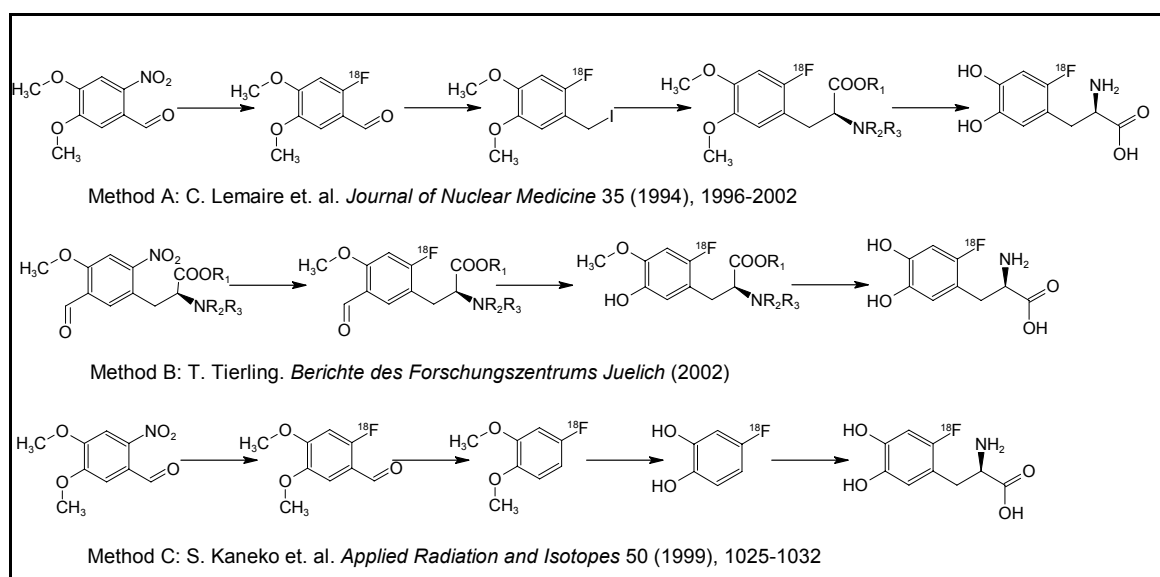 H₃C O NO₂ O O CH₃
H₃C O ¹⁸F O O CH₃
H₃C O ¹⁸F I O CH₃
H₃C O ¹⁸F COOR₁ NR₂R₃ O CH₃
HO ¹⁸F NH₂ O HO OH
Method A: C. Lemaire et. al. Journal of Nuclear Medicine 35 (1994), 1996-2002
H₃C O NO₂ COOR₁ NR₂R₃ O
H₃C O ¹⁸F COOR₁ NR₂R₃ O
H₃C O ¹⁸F COOR₁ HO NR₂R₃
HO ¹⁸F NH₂ O HO OH
Method B: T. Tierling. Berichte des Forschungszentrums Juelich (2002)
H₃C O NO₂ O O CH₃
H₃C O ¹⁸F O O CH₃
H₃C O ¹⁸F O CH₃
HO ¹⁸F HO
HO ¹⁸F NH₂ O HO OH
Method C: S. Kaneko et. al. Applied Radiation and Isotopes 50 (1999), 1025-1032